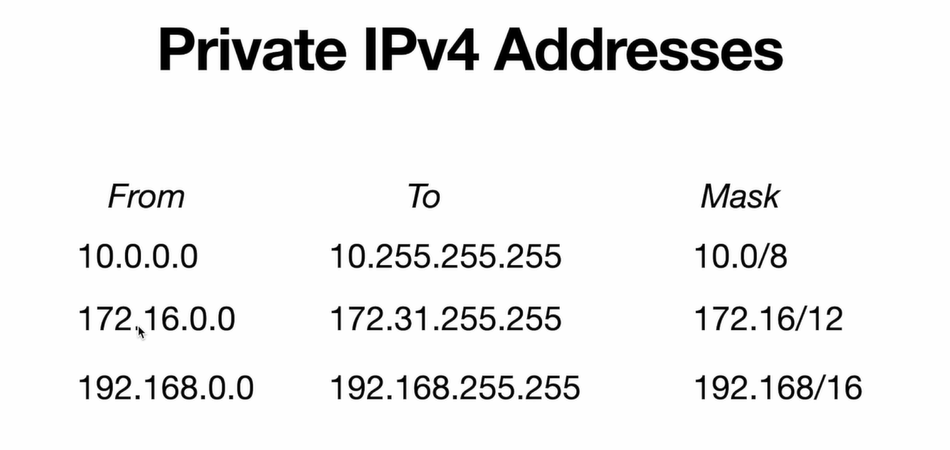 Private IPv4 Addresses
From To Mask
10.0.0.0 10.255.255.255 10.0/8
172.16.0.0 172.31.255.255 172.16/12
192.168.0.0 192.168.255.255 192.168/16